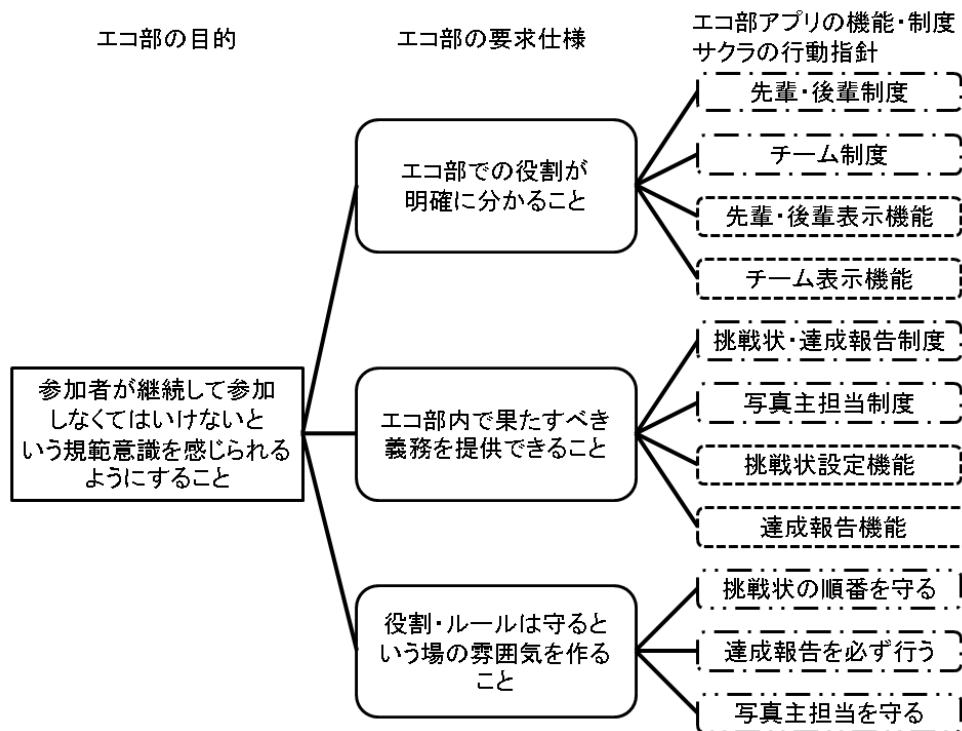 エコ部の目的
エコ部の要求仕様
エコ部アプリの機能・制度
サクラの行動指針
参加者が継続して参加
しなくてはいけないと
いう規範意識を感じられる
ようにすること
エコ部での役割が
明確に分かること
先輩・後輩制度
チーム制度
先輩・後輩表示機能
チーム表示機能
エコ部内で果たすべき
義務を提供できること
挑戦状・達成報告制度
写真主担当制度
挑戦状設定機能
達成報告機能
役割・ルールは守ると
いう場の雰囲気を作る
こと
挑戦状の順番を守る
達成報告を必ず行う
写真主担当を守る